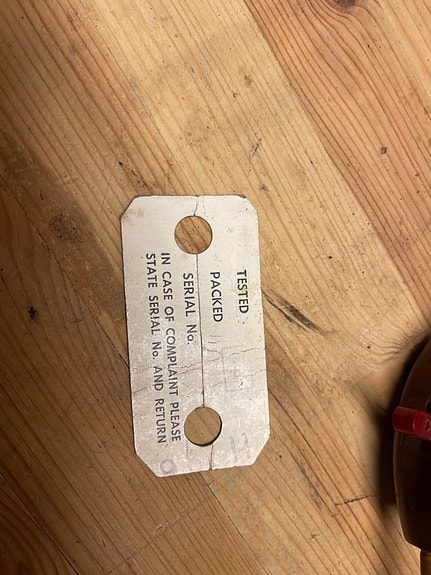 TESTED
PACKED
SERIAL No.
IN CASE OF COMPLAINT PLEASE
STATE SERIAL No. AND RETURN